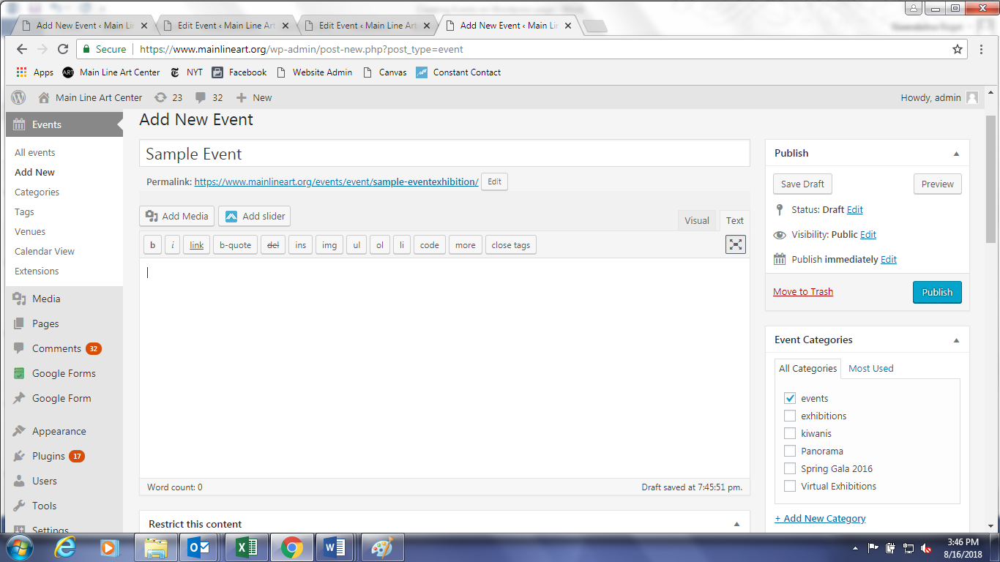 Add New Event ‹ Main Li
Edit Event ‹ Main Line Art
Edit Event ‹ Main Line Art
Add New Event ‹ Main Li
Secure
https://www.mainlineart.org/wp-admin/post-new.php?post_type=event
Apps
ART
Main Line Art Center
NYT
Facebook
Website Admin
Canvas
Constant Contact
Main Line Art Center
23
32
New
Howdy, admin
Events
All events
Add New
Categories
Tags
Venues
Calendar View
Extensions
Media
Pages
Comments 32
Google Forms
Google Form
Appearance
Plugins 17
Users
Tools
Settings
Add New Event
Sample Event
Permalink: https://www.mainlineart.org/events/event/sample-eventexhibition/ Edit
Add Media
Add slider
Visual
Text
b
i
link
b-quote
del
ins
img
ul
ol
li
code
more
close tags
Word count: 0
Draft saved at 7:45:51 pm.
Restrict this content
Publish
Save Draft
Preview
Status: Draft Edit
Visibility: Public Edit
Publish immediately Edit
Move to Trash
Publish
Event Categories
All Categories
Most Used
events
exhibitions
kiwanis
Panorama
Spring Gala 2016
Virtual Exhibitions
+ Add New Category
3:46 PM
8/16/2018